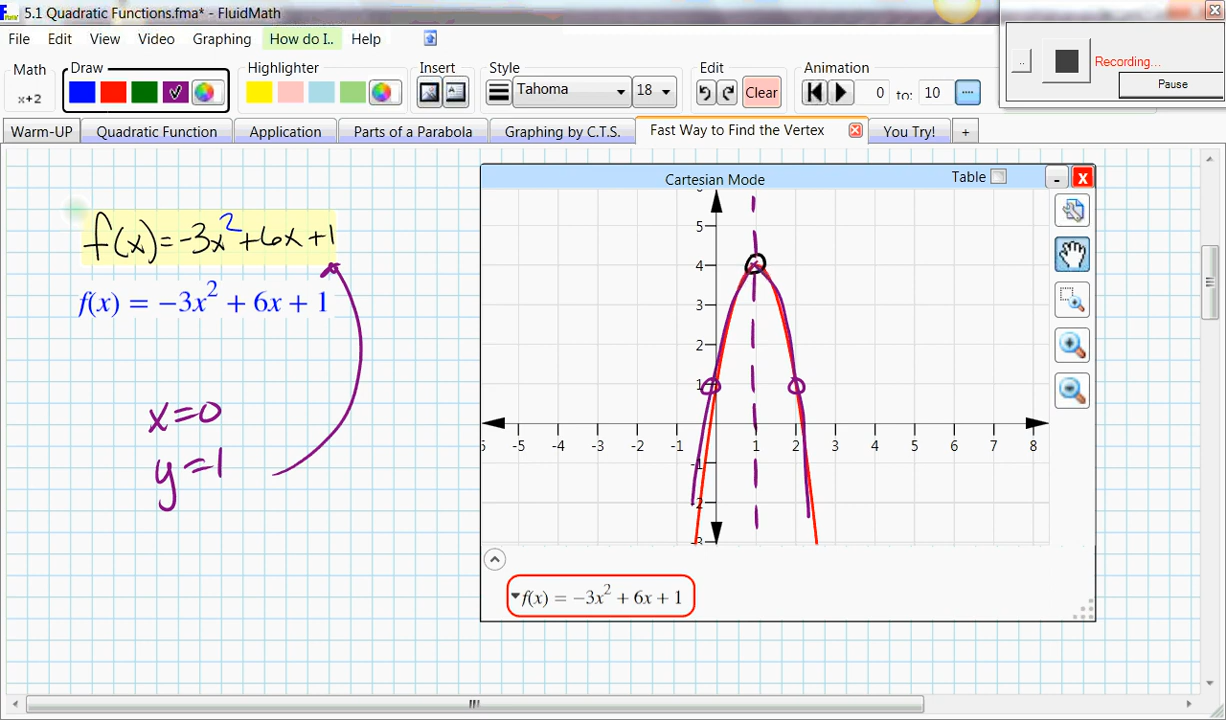 5.1 Quadratic Functions.fma* - FluidMath
File Edit View Video Graphing How do I.. Help
Recording...
Pause
Math
x+2
Draw
Highlighter
Insert
Style
Tahoma 18
Edit
Clear
Animation
0 to: 10
Warm-UP Quadratic Function Application Parts of a Parabola Graphing by C.T.S. Fast Way to Find the Vertex You Try! +
Cartesian Mode
Table
f(x)=-3x²+6x+1
f(x) = −3x² + 6x + 1
x=0
y=1
5
4
3
2
1
-1
-2
-3
-5 -4 -3 -2 -1 1 2 3 4 5 6 7 8
f(x) = −3x² + 6x + 1